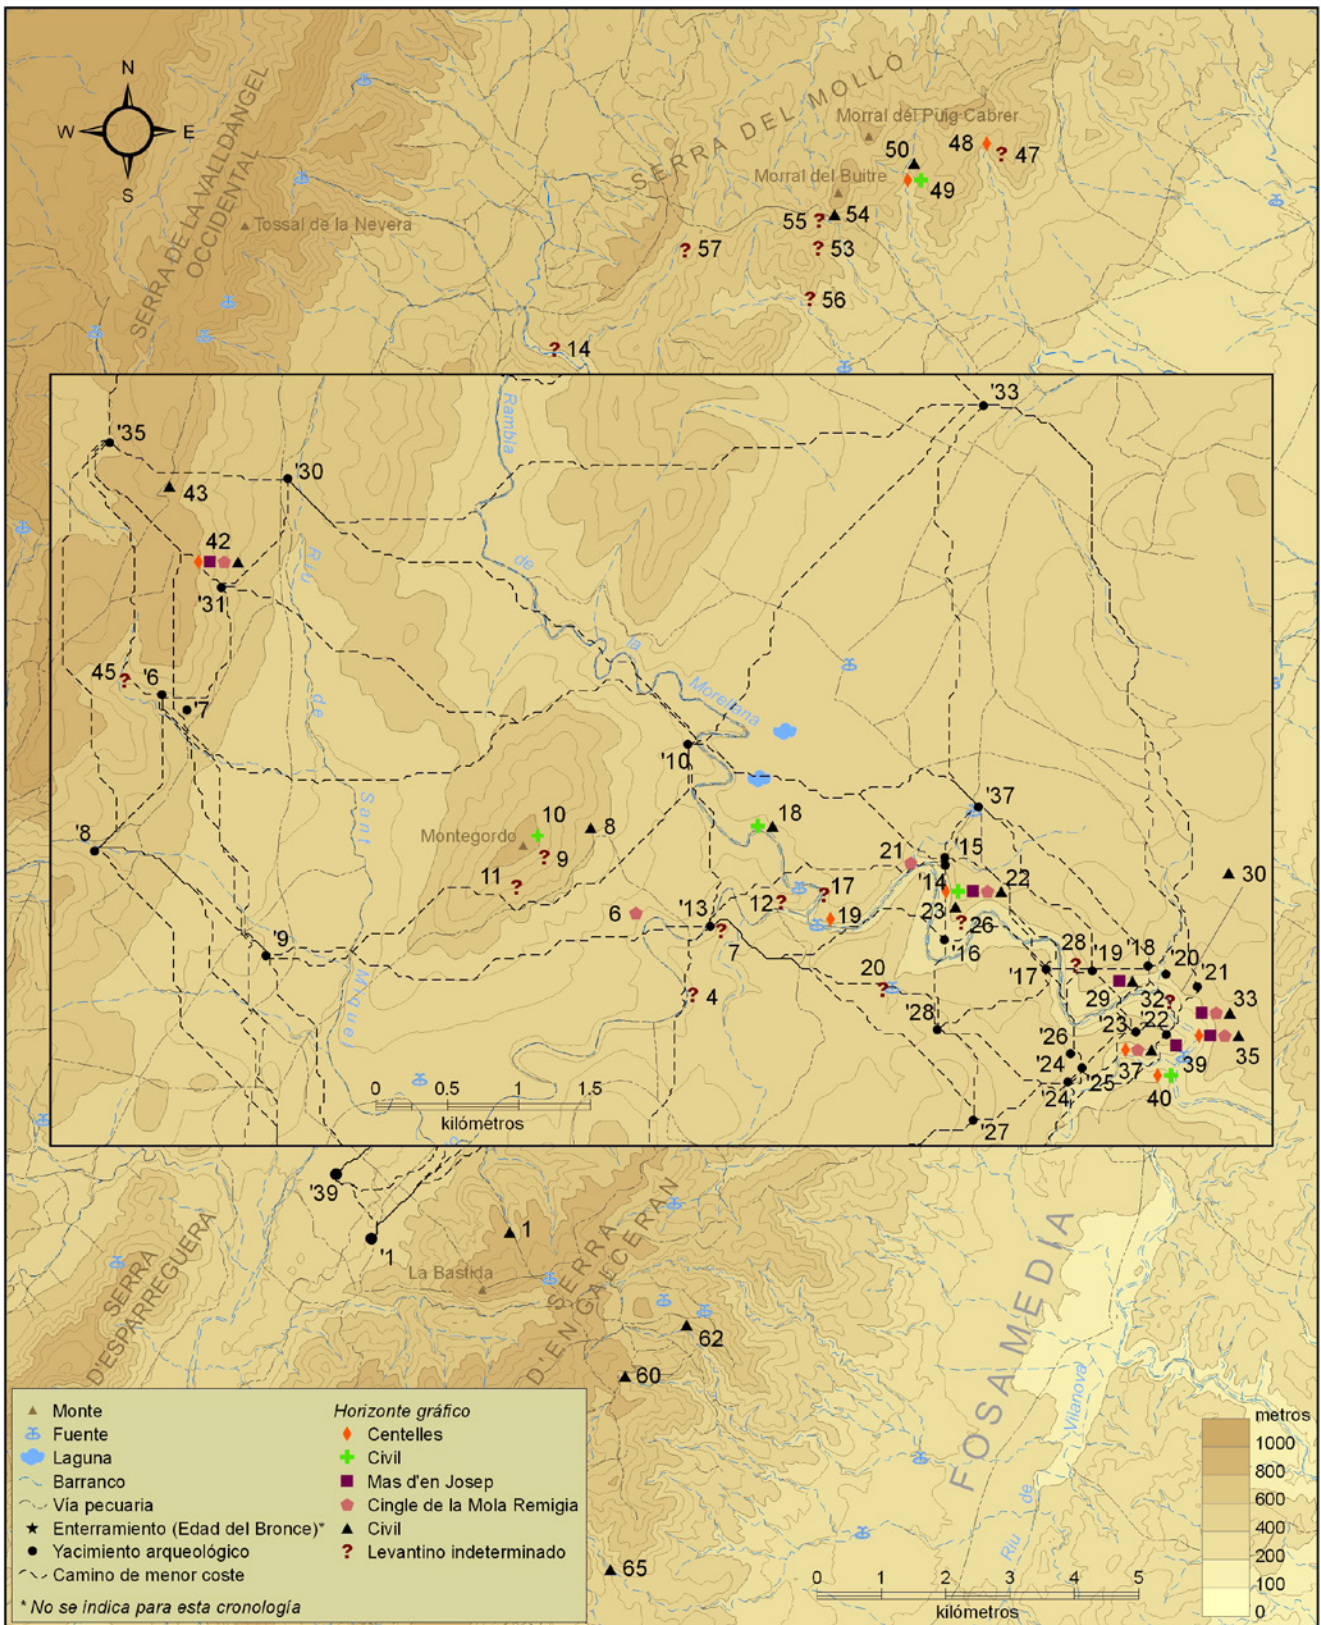 N
W E
S
SERRA DE LA VALLDÀNGEL
OCCIDENTAL
Tossal de la Nevera
SERRA DEL MOLLÓ
Morral del Puig Cabrer
Morral del Buitre
50
48
47
49
55
54
53
57
56
14
'33
'35
43
'30
42
'31
45
'6
'7
'8
'9
Riu
de
Sant
Miquel
Rambla
de
la
Morellana
'10
Montegordo
10
8
9
11
6
'13
7
4
12
17
18
19
20
21
'37
'15
'14
22
23
26
'16
30
28
'19
'18
'20
'21
'17
29
32
33
'23
'22
35
'28
'26
'24
'25
37
39
'24
40
'27
0 0.5 1 1.5
kilómetros
'39
'1
1
La Bastida
SERRA
D'ESPARREGUERA
SERRA
D'EN GALCERAN
62
60
65
FOSA MEDIA
Riu de Vilanova
Monte
Fuente
Laguna
Barranco
Vía pecuaria
Enterramiento (Edad del Bronce)*
Yacimiento arqueológico
Camino de menor coste
* No se indica para esta cronología
Horizonte gráfico
Centelles
Civil
Mas d'en Josep
Cingle de la Mola Remigia
Civil
Levantino indeterminado
0 1 2 3 4 5
kilómetros
metros
1000
800
600
400
200
100
0